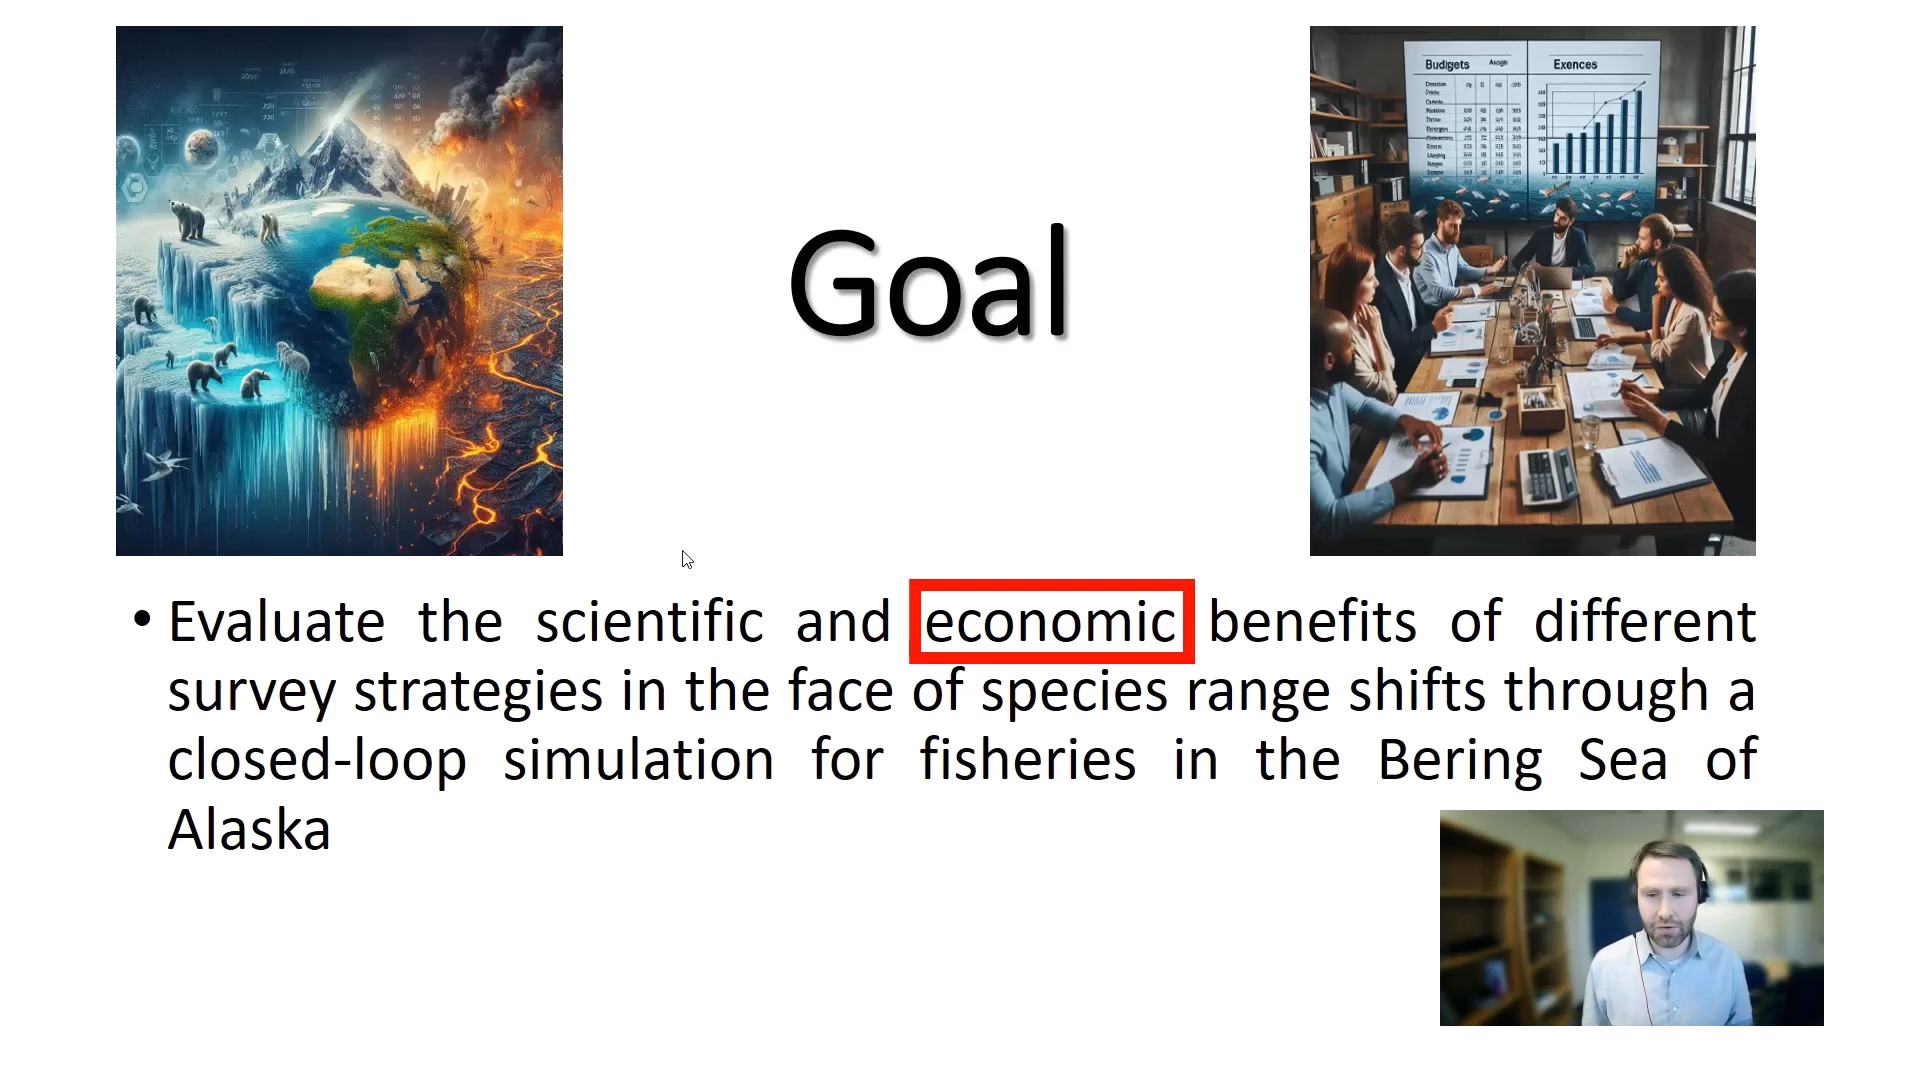 Budgets
Exences
Goal
• Evaluate the scientific and economic benefits of different
survey strategies in the face of species range shifts through a
closed-loop simulation for fisheries in the Bering Sea of
Alaska